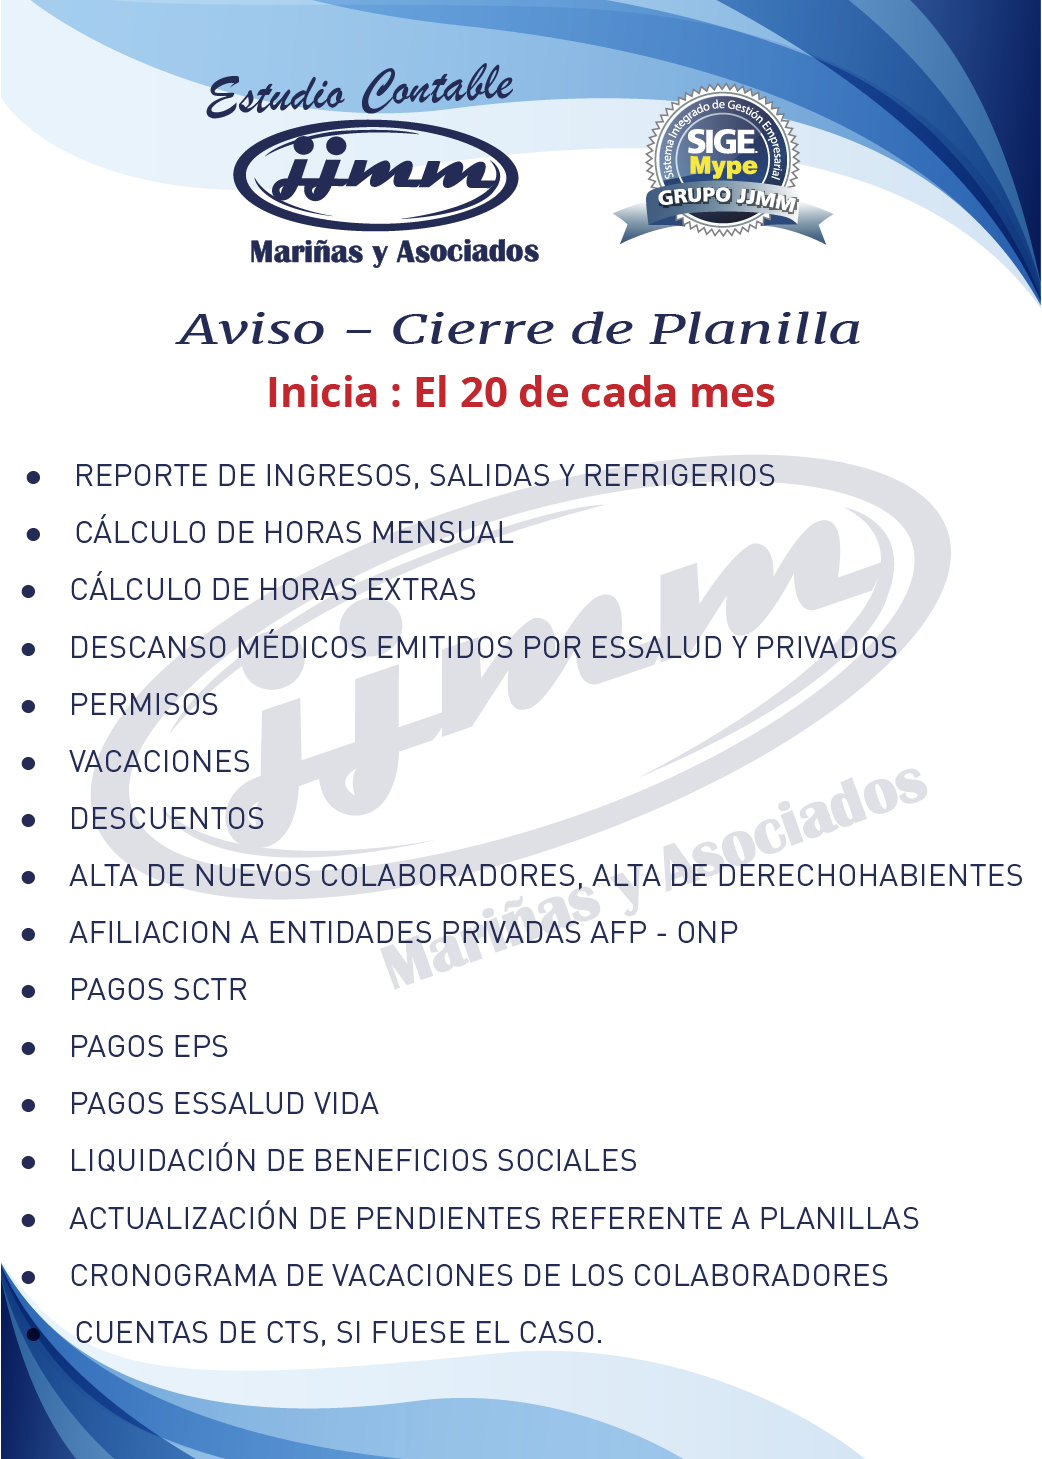 Estudio Contable
jjmm
Mariñas y Asociados
Sistema Integrado de Gestión Empresarial
SIGE
Mype
GRUPO JJMM
Aviso – Cierre de Planilla
Inicia : El 20 de cada mes
● REPORTE DE INGRESOS, SALIDAS Y REFRIGERIOS
● CÁLCULO DE HORAS MENSUAL
● CÁLCULO DE HORAS EXTRAS
● DESCANSO MÉDICOS EMITIDOS POR ESSALUD Y PRIVADOS
● PERMISOS
● VACACIONES
● DESCUENTOS
● ALTA DE NUEVOS COLABORADORES, ALTA DE DERECHOHABIENTES
● AFILIACION A ENTIDADES PRIVADAS AFP - ONP
● PAGOS SCTR
● PAGOS EPS
● PAGOS ESSALUD VIDA
● LIQUIDACIÓN DE BENEFICIOS SOCIALES
● ACTUALIZACIÓN DE PENDIENTES REFERENTE A PLANILLAS
● CRONOGRAMA DE VACACIONES DE LOS COLABORADORES
● CUENTAS DE CTS, SI FUESE EL CASO.
jjmm
Mariñas y Asociados